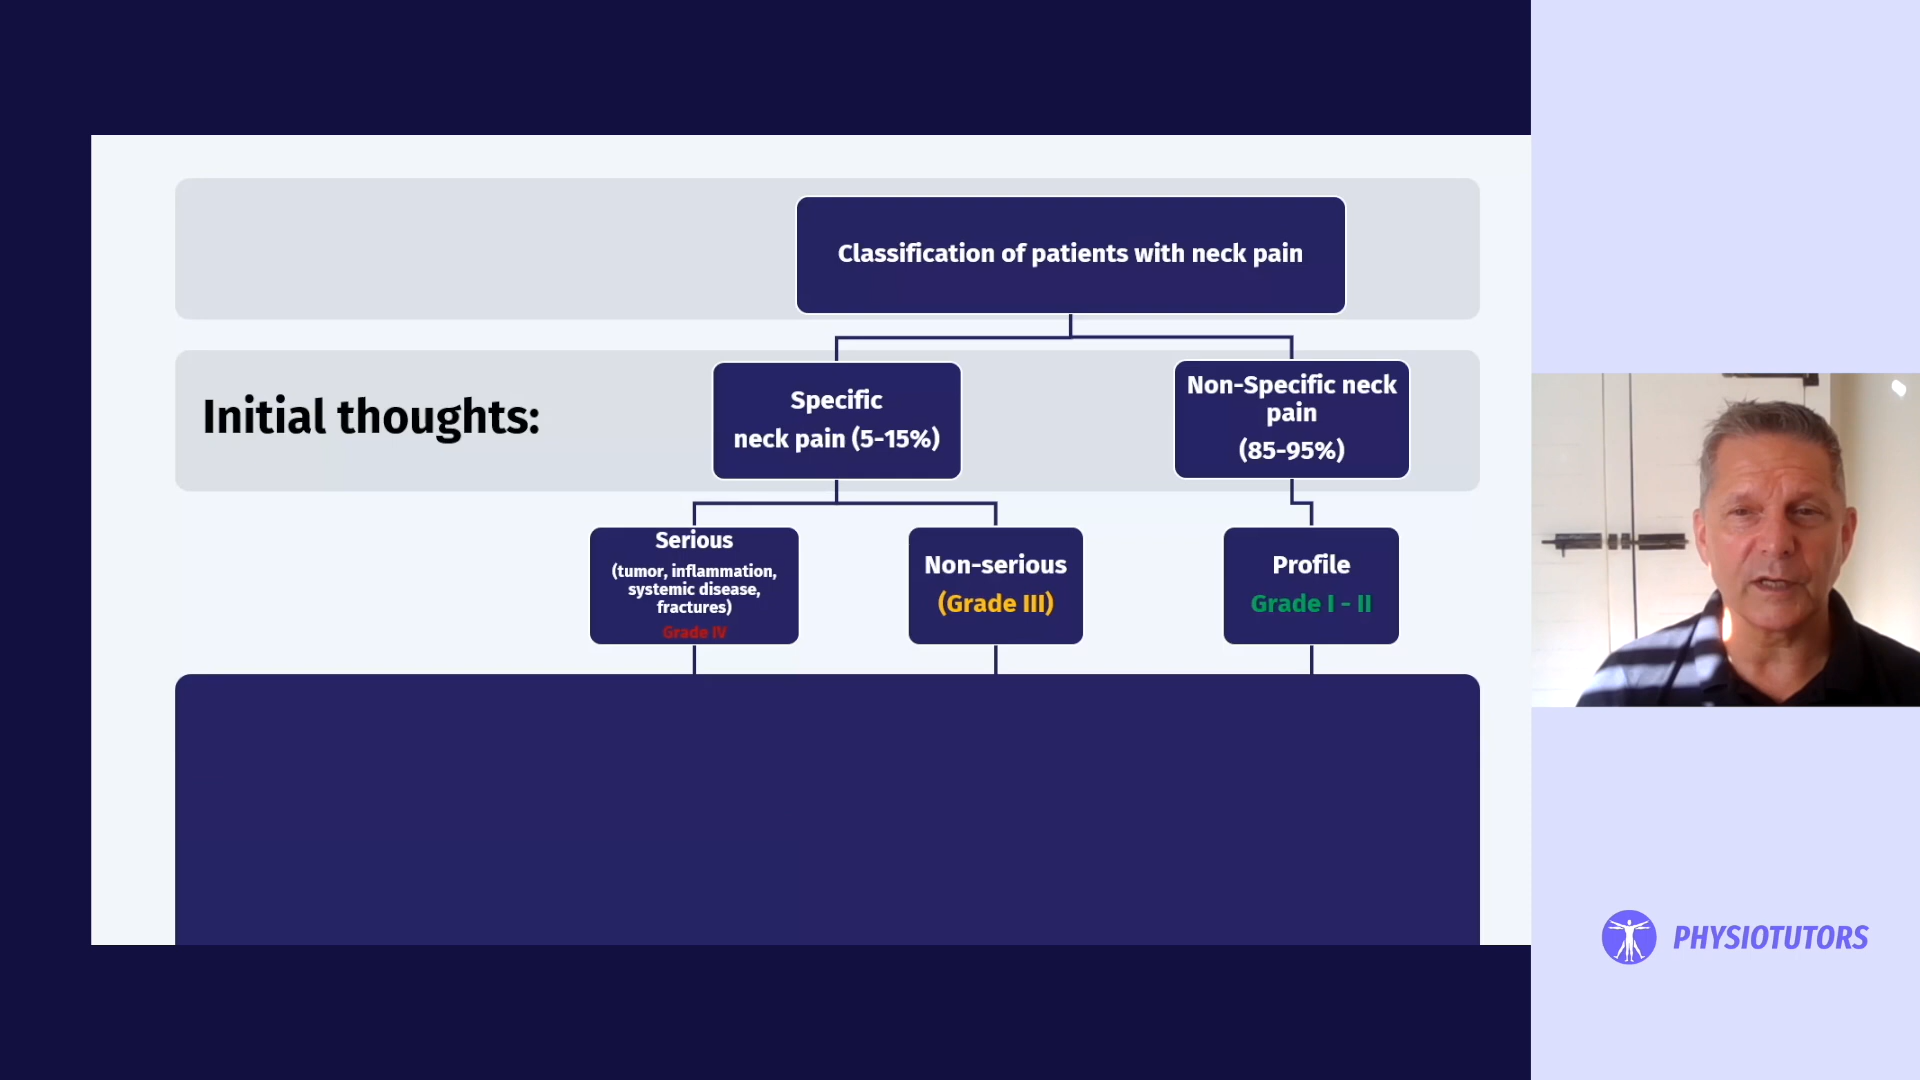 Classification of patients with neck pain
Initial thoughts:
Specific
neck pain (5-15%)
Non-Specific neck
pain
(85-95%)
Serious
(tumor, inflammation,
systemic disease,
fractures)
Grade IV
Non-serious
(Grade III)
Profile
Grade I - II
PHYSIOTUTORS